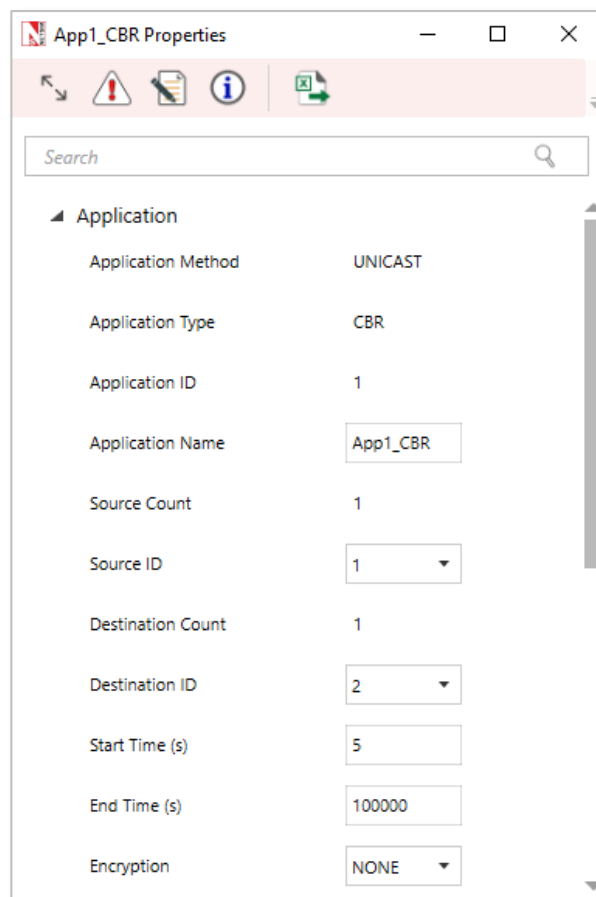 App1_CBR Properties
Search
Application
Application Method UNICAST
Application Type CBR
Application ID 1
Application Name App1_CBR
Source Count 1
Source ID 1
Destination Count 1
Destination ID 2
Start Time (s) 5
End Time (s) 100000
Encryption NONE